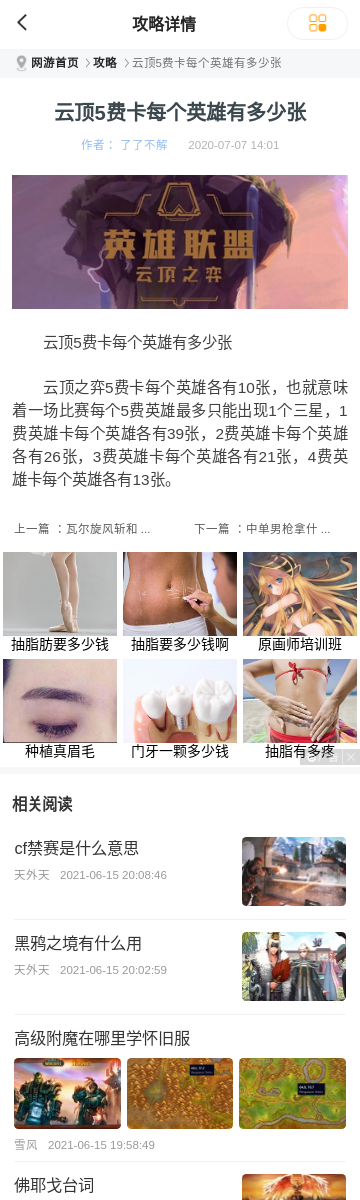 攻略详情
网游首页 > 攻略 > 云顶5费卡每个英雄有多少张
云顶5费卡每个英雄有多少张
作者：了了不解 2020-07-07 14:01
英雄联盟
云顶之弈
云顶5费卡每个英雄有多少张
云顶之弈5费卡每个英雄各有10张，也就意味
着一场比赛每个5费英雄最多只能出现1个三星，1
费英雄卡每个英雄各有39张，2费英雄卡每个英雄
各有26张，3费英雄卡每个英雄各有21张，4费英
雄卡每个英雄各有13张。
上一篇 ：瓦尔旋风斩和 ... 下一篇 ：中单男枪拿什 ...
抽脂肪要多少钱 抽脂要多少钱啊 原画师培训班
种植真眉毛 门牙一颗多少钱 抽脂有多疼
相关阅读
cf禁赛是什么意思
天外天 2021-06-15 20:08:46
黑鸦之境有什么用
天外天 2021-06-15 20:02:59
高级附魔在哪里学怀旧服
雪风 2021-06-15 19:58:49
佛耶戈台词